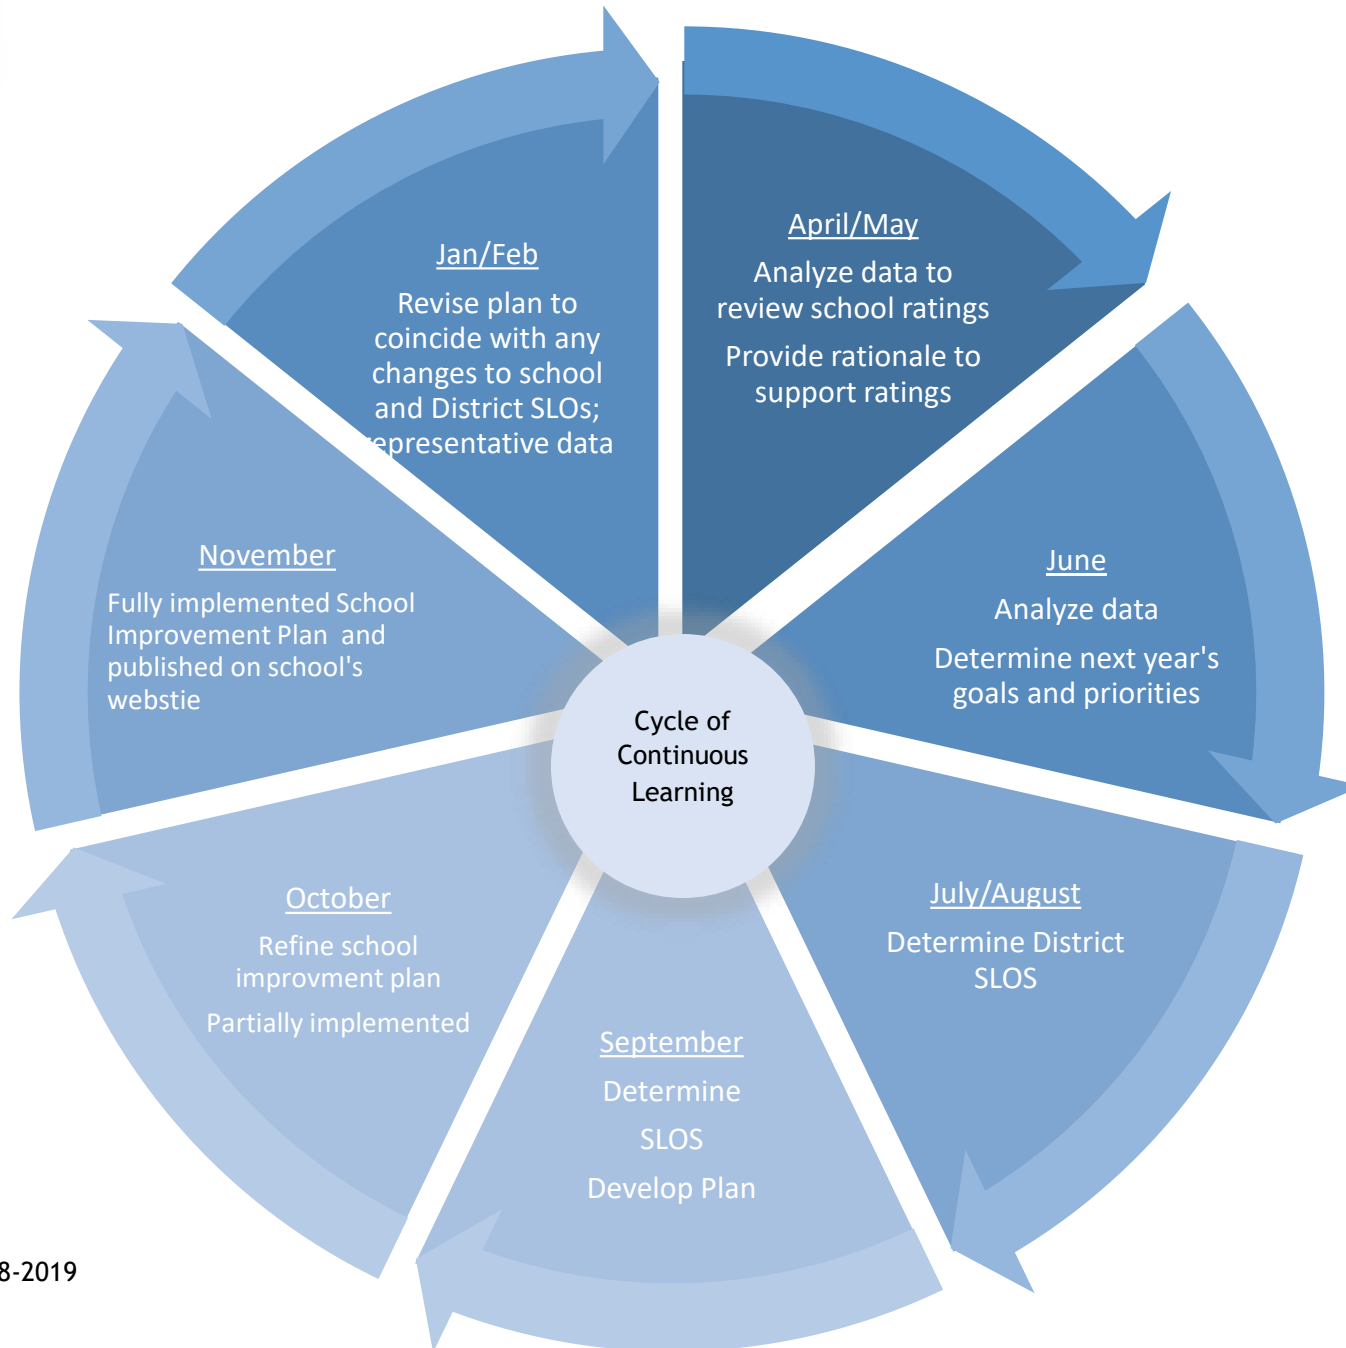 April/May
Analyze data to
review school ratings
Provide rationale to
support ratings
June
Analyze data
Determine next year's
goals and priorities
July/August
Determine District
SLOS
September
Determine
SLOS
Develop Plan
October
Refine school
improvment plan
Partially implemented
November
Fully implemented School
Improvement Plan and
published on school's
webstie
Jan/Feb
Revise plan to
coincide with any
changes to school
and District SLOs;
representative data
Cycle of
Continuous
Learning
8-2019